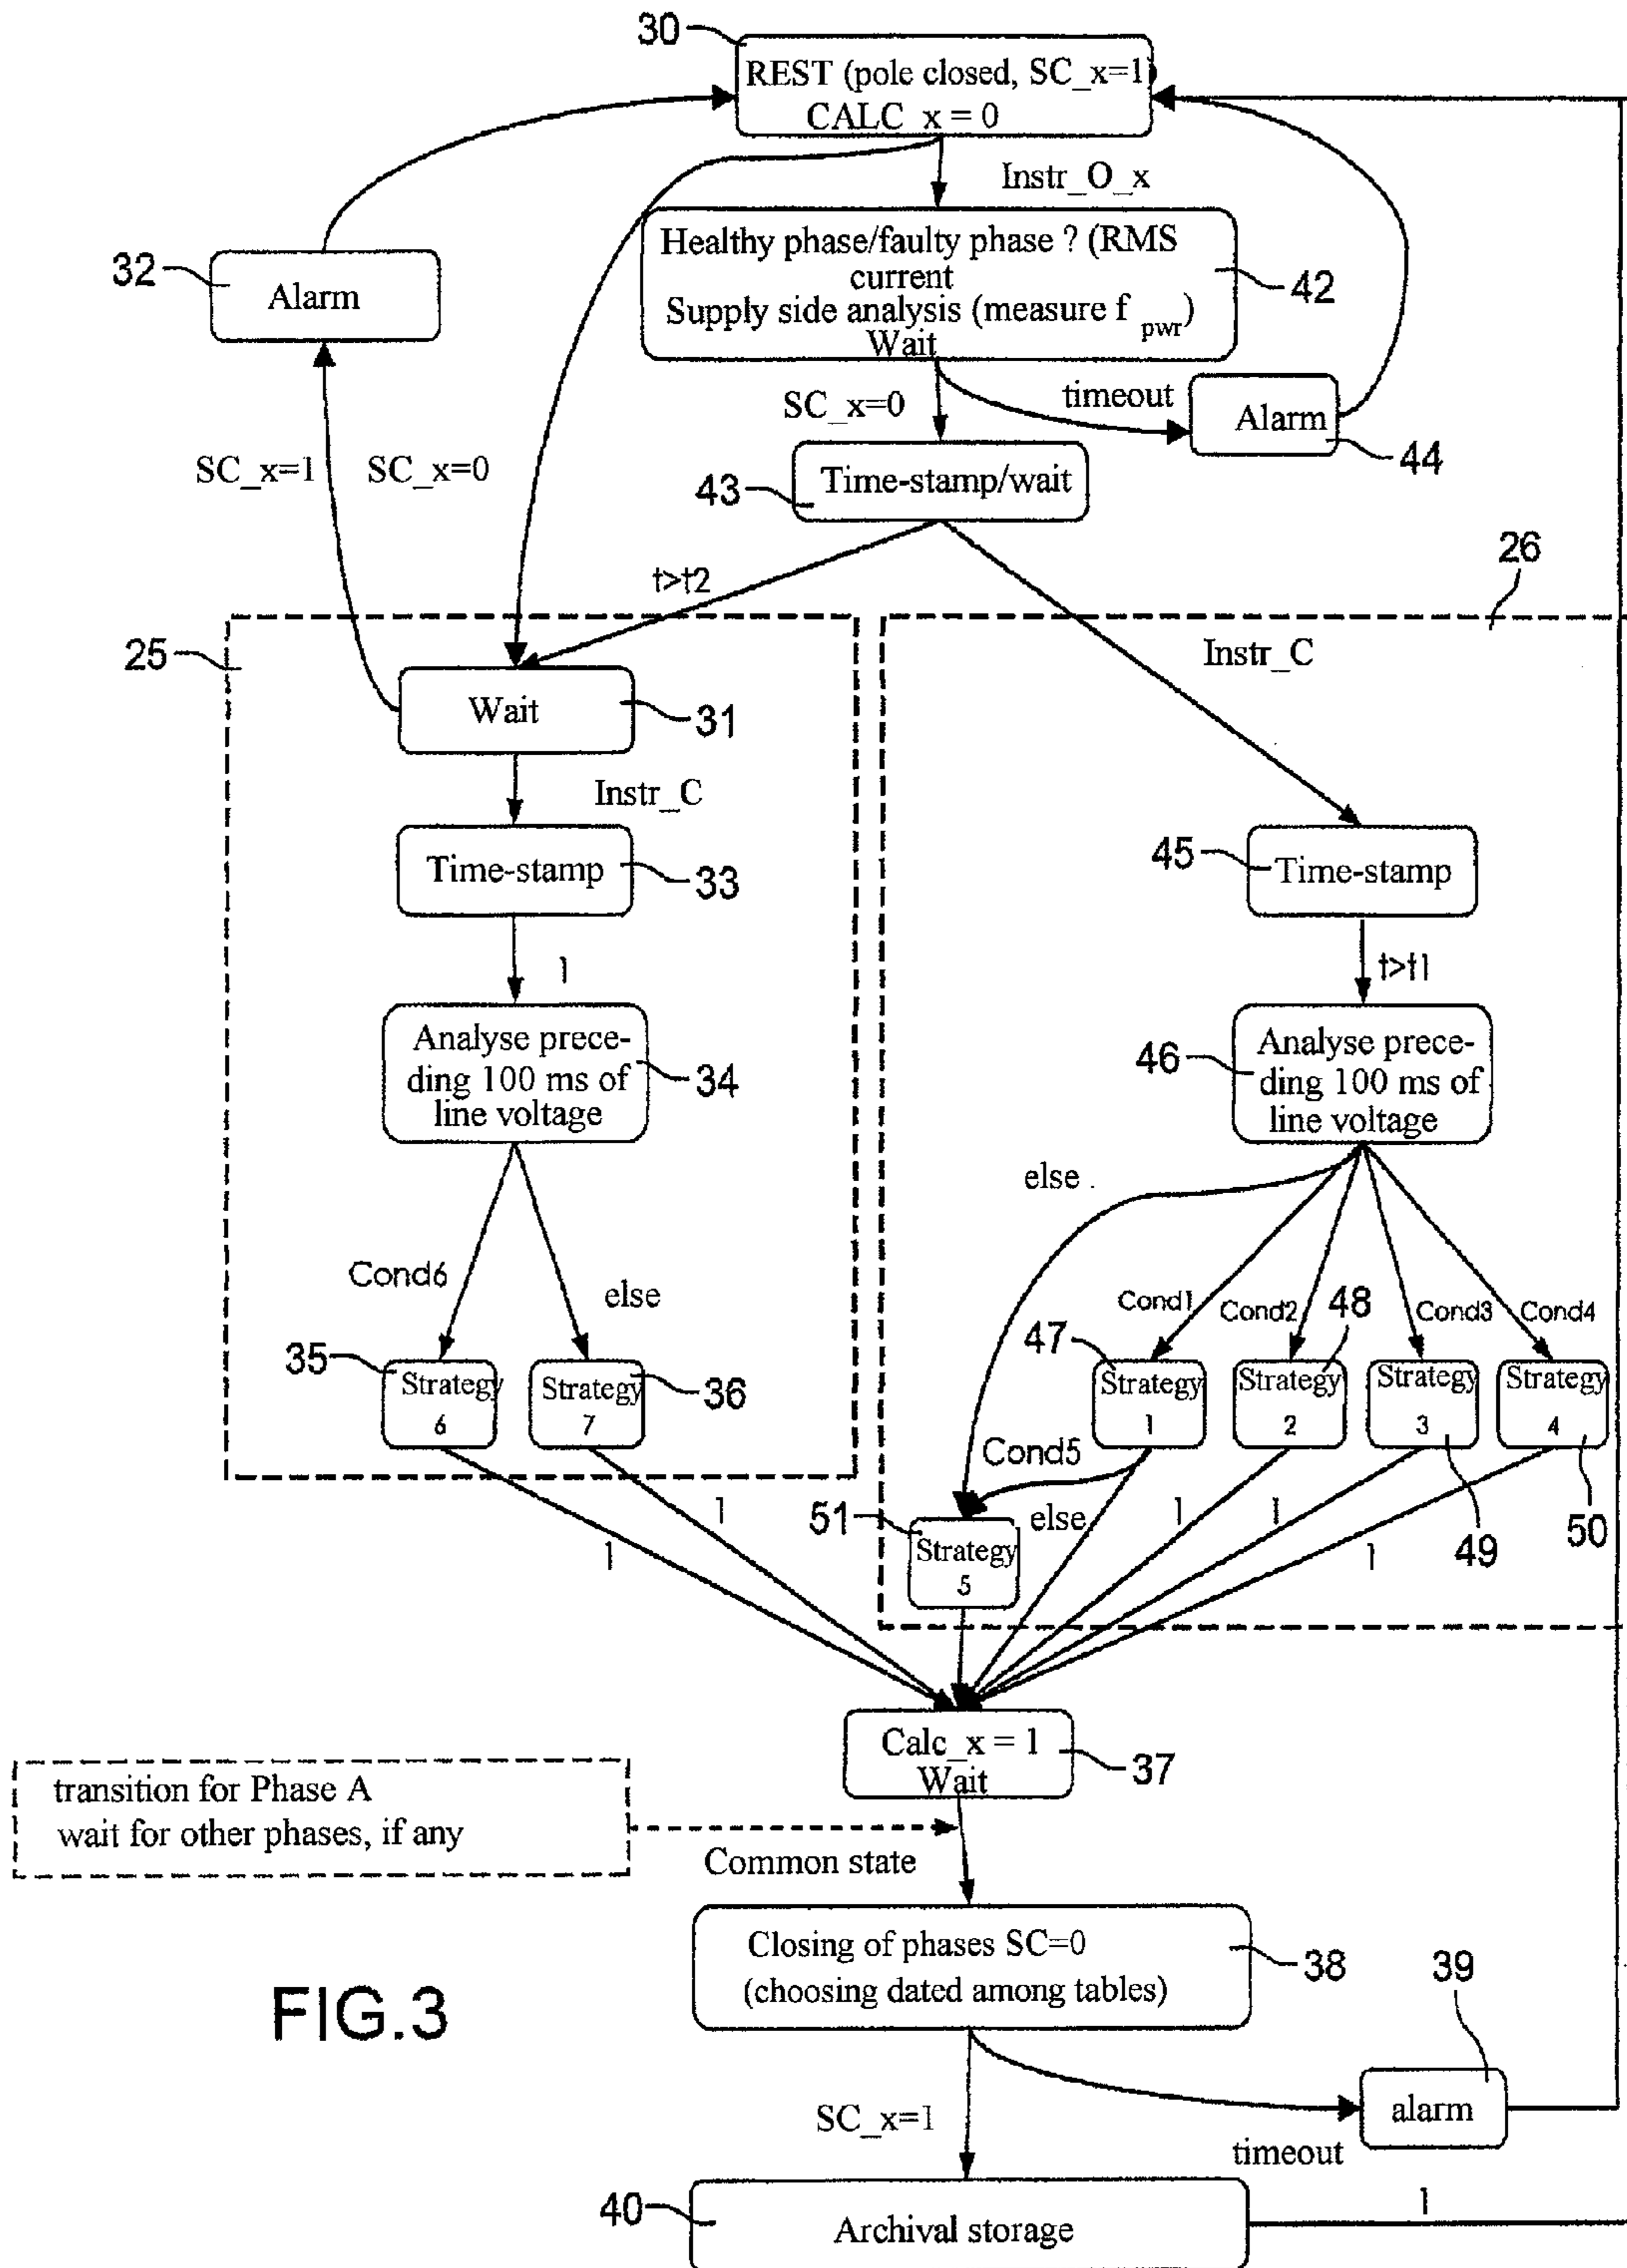 30
REST (pole closed, SC_x=1)
CALC_x = 0
Instr_O_x
Healthy phase/faulty phase ? (RMS
current
Supply side analysis (measure f pwr)
Wait
42
32
Alarm
SC_x=0
timeout
Alarm
44
SC_x=1
SC_x=0
43
Time-stamp/wait
26
t>t2
Instr_C
25
Wait
31
Instr_C
Time-stamp
33
45
Time-stamp
1
t>t1
Analyse prece-
ding 100 ms of
line voltage
34
46
Analyse prece-
ding 100 ms of
line voltage
else .
Cond6
else
Cond1
Cond2
48
Cond3
Cond4
47
35
Strategy
6
Strategy
7
36
Strategy
1
Strategy
2
Strategy
3
Strategy
4
Cond5
51
Strategy
5
else
1
1
1
1
1
49
50
Calc_x = 1
Wait
37
transition for Phase A
wait for other phases, if any
Common state
Closing of phases SC=0
(choosing dated among tables)
38
39
FIG.3
alarm
SC_x=1
timeout
40
Archival storage
1